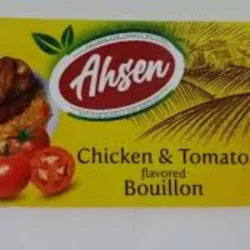 Ahsen
Chicken & Tomato
flavored
Bouillon